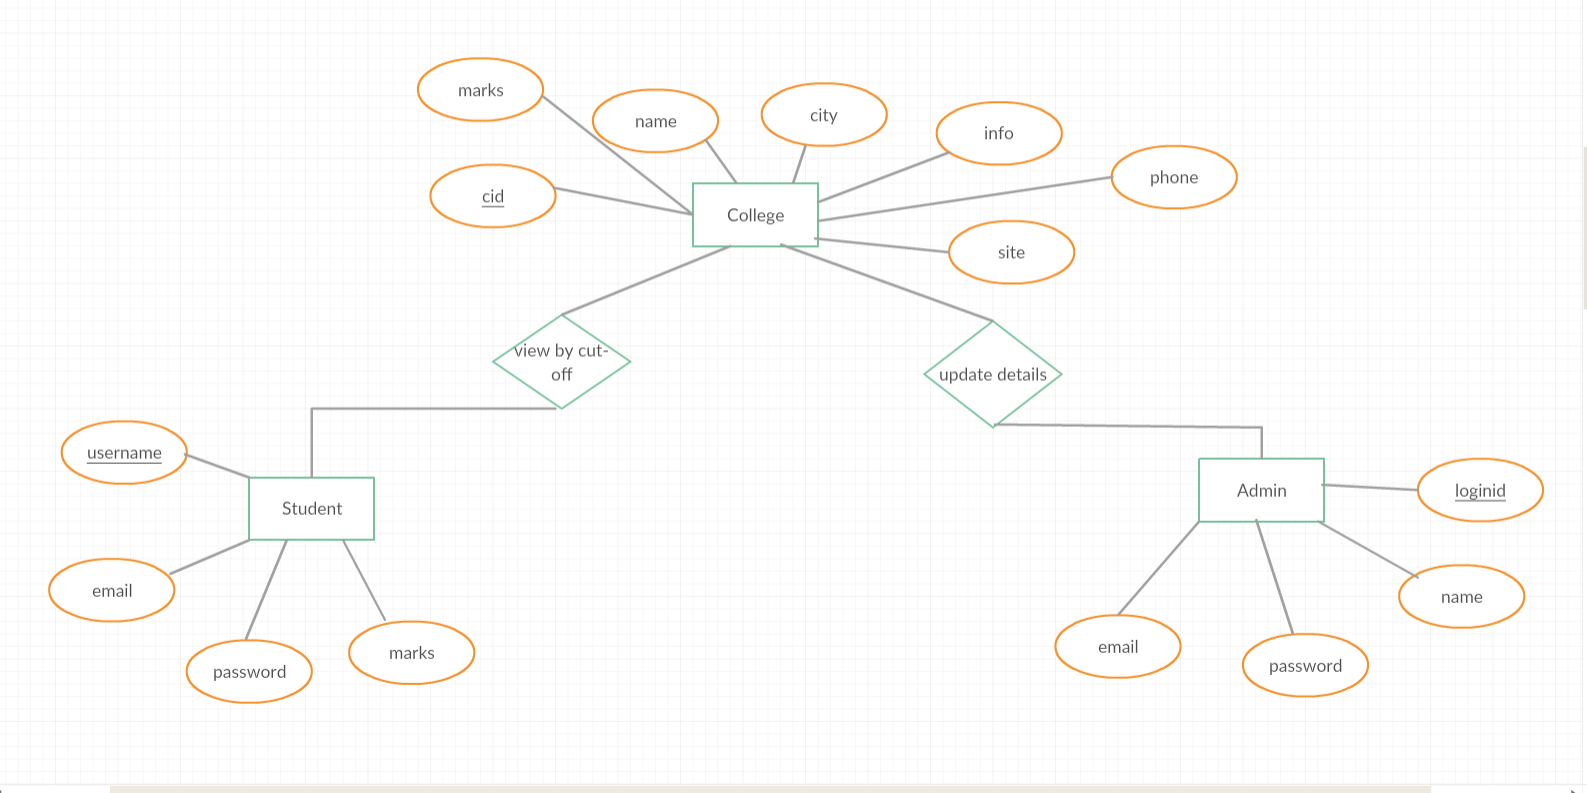 marks
name
city
info
phone
cid
College
site
view by cut-
off
update details
username
Student
Admin
loginid
email
name
email
marks
password
password